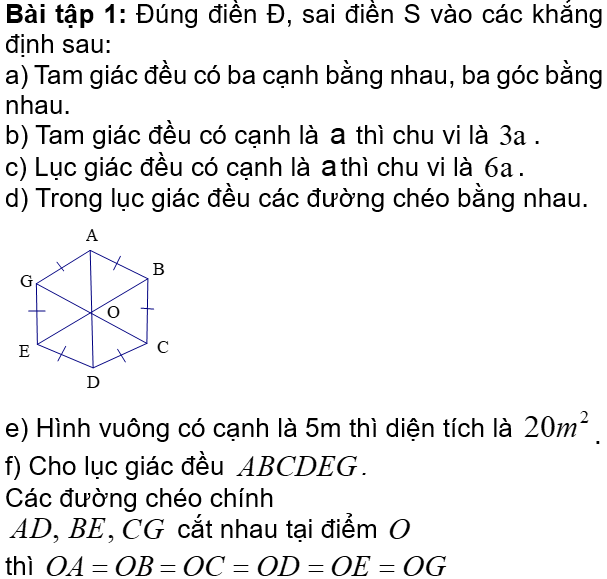 Bài tập 1: Đúng điền Đ, sai điền S vào các khẳng
định sau:
a) Tam giác đều có ba cạnh bằng nhau, ba góc bằng
nhau.
b) Tam giác đều có cạnh là a thì chu vi là 3a .
c) Lục giác đều có cạnh là a thì chu vi là 6a .
d) Trong lục giác đều các đường chéo bằng nhau.
A
B
G
O
E
C
D
e) Hình vuông có cạnh là 5m thì diện tích là 20m² .
f) Cho lục giác đều ABCDEG .
Các đường chéo chính
AD, BE, CG cắt nhau tại điểm O
thì OA = OB = OC = OD = OE = OG